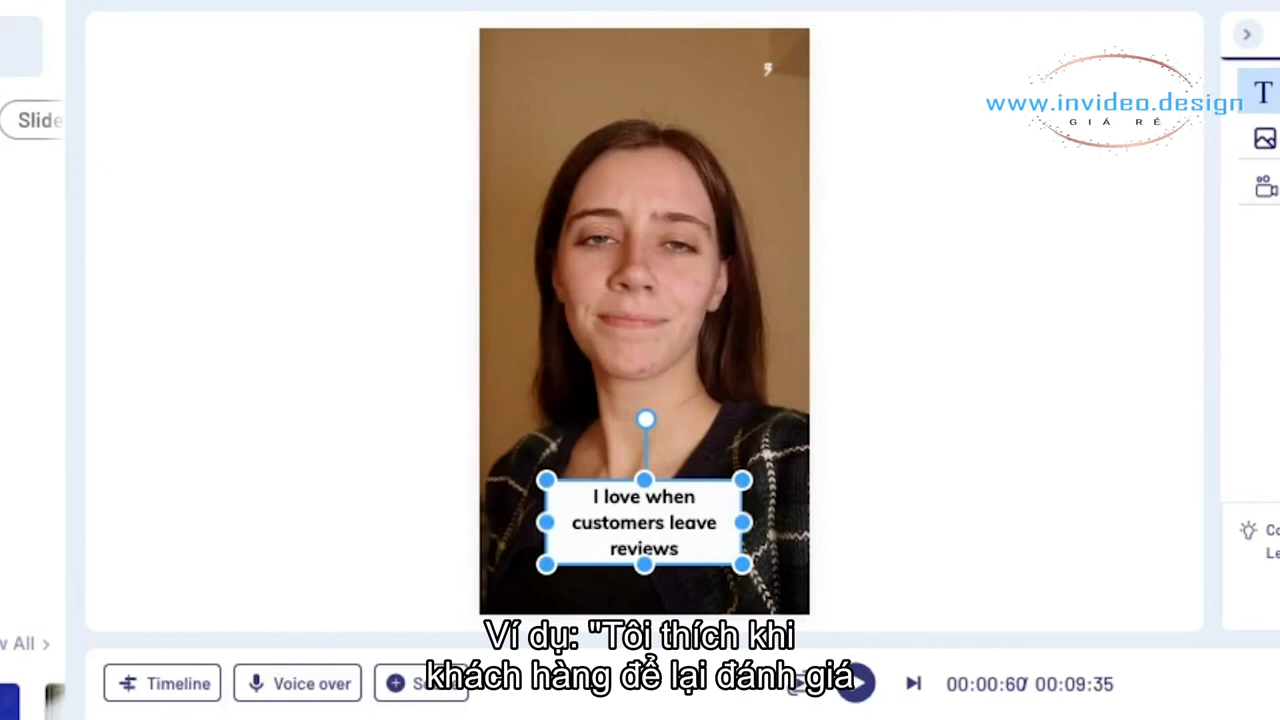 www.invideo.design
GIÁ RẺ
Slide
T
I love when
customers leave
reviews
Ví dụ: "Tôi thích khi
khách hàng để lại đánh giá
All >
Timeline
Voice over
00:00:60 00:09:35